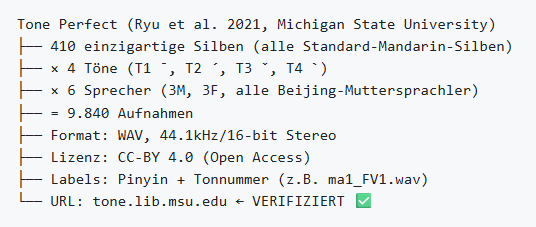 Tone Perfect (Ryu et al. 2021, Michigan State University)
├── 410 einzigartige Silben (alle Standard-Mandarin-Silben)
├── × 4 Töne (T1 ˉ, T2 ˊ, T3 ˇ, T4 ˋ)
├── × 6 Sprecher (3M, 3F, alle Beijing-Muttersprachler)
├── = 9.840 Aufnahmen
├── Format: WAV, 44.1kHz/16-bit Stereo
├── Lizenz: CC-BY 4.0 (Open Access)
├── Labels: Pinyin + Tonnummer (z.B. ma1_FV1.wav)
└── URL: tone.lib.msu.edu ← VERIFIZIERT ✅